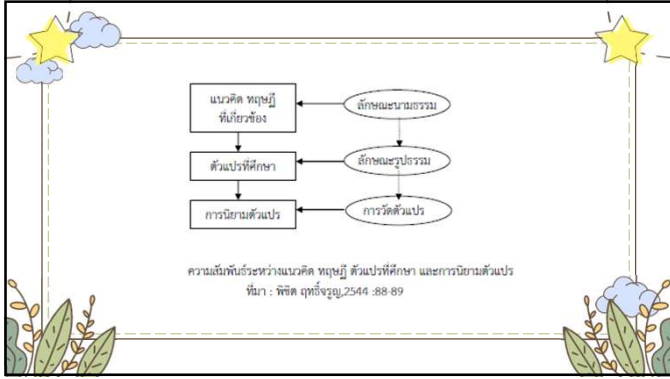 แนวคิด ทฤษฎี
ที่เกี่ยวข้อง
ลักษณะนามธรรม
ตัวแปรที่ศึกษา
ลักษณะรูปธรรม
การนิยามตัวแปร
การวัดตัวแปร
ความสัมพันธ์ระหว่างแนวคิด ทฤษฎี ตัวแปรที่ศึกษา และการนิยามตัวแปร
ที่มา : พิชิต ฤทธิ์จรูญ,2544 :88-89